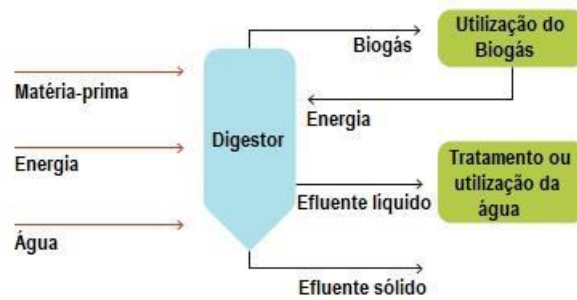 Biogás
Utilização do
Biogás
Matéria-prima
Energia
Digestor
Energia
Tratamento ou
utilização da
água
Efluente líquido
Água
Efluente sólido